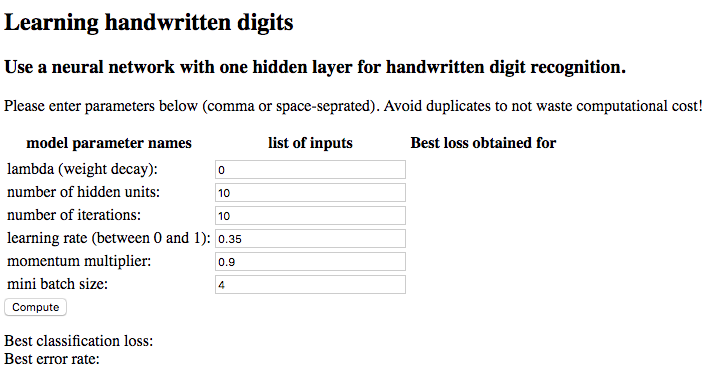 Learning handwritten digits
Use a neural network with one hidden layer for handwritten digit recognition.
Please enter parameters below (comma or space-seprated). Avoid duplicates to not waste computational cost!
model parameter names list of inputs Best loss obtained for
lambda (weight decay): 0
number of hidden units: 10
number of iterations: 10
learning rate (between 0 and 1): 0.35
momentum multiplier: 0.9
mini batch size: 4
Compute
Best classification loss:
Best error rate: